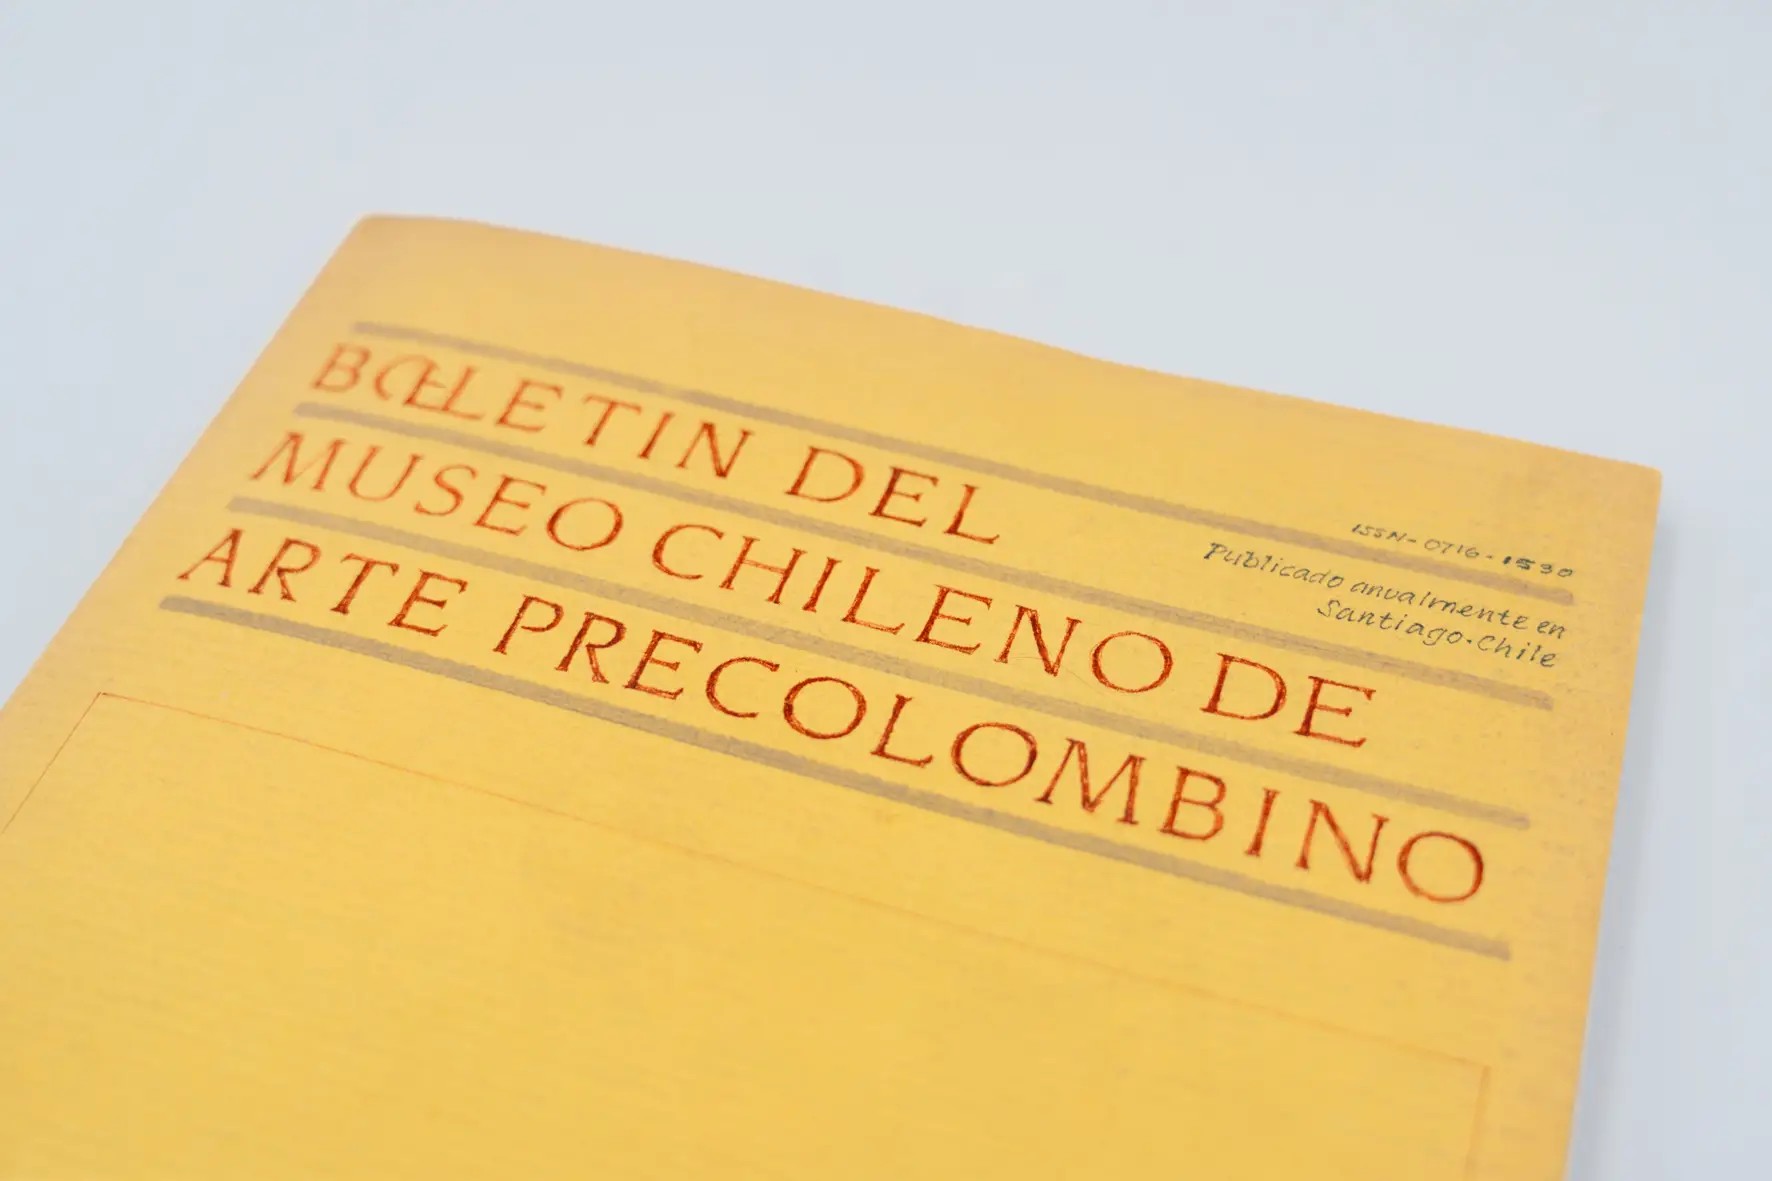 BOLETIN DEL
MUSEO CHILENO DE
ARTE PRECOLOMBINO
ISSN-0716-1530
Publicado anualmente en
Santiago-Chile